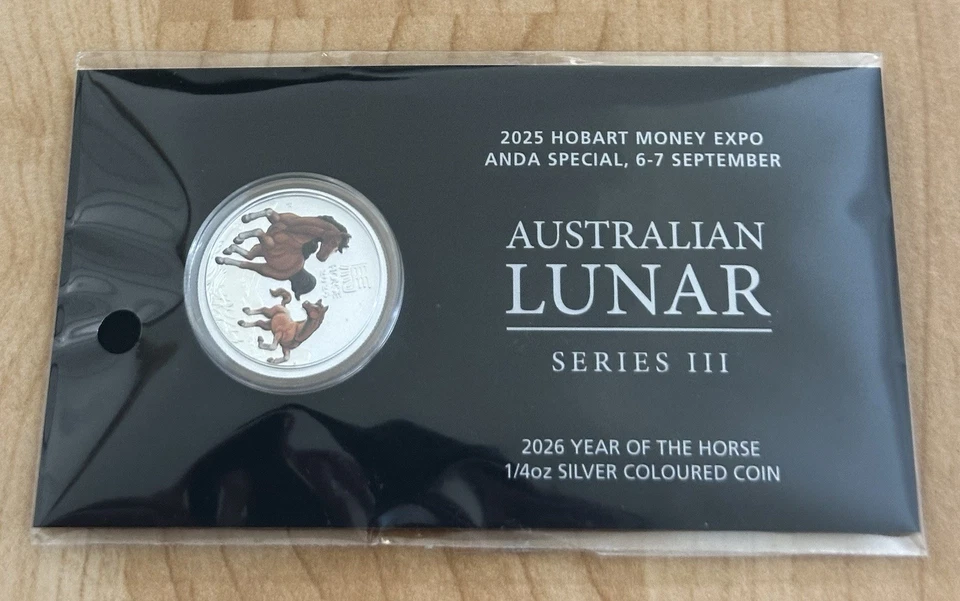 2025 HOBART MONEY EXPO
ANDA SPECIAL, 6-7 SEPTEMBER
AUSTRALIAN
LUNAR
SERIES III
2026 YEAR OF THE HORSE
1/4oz SILVER COLOURED COIN